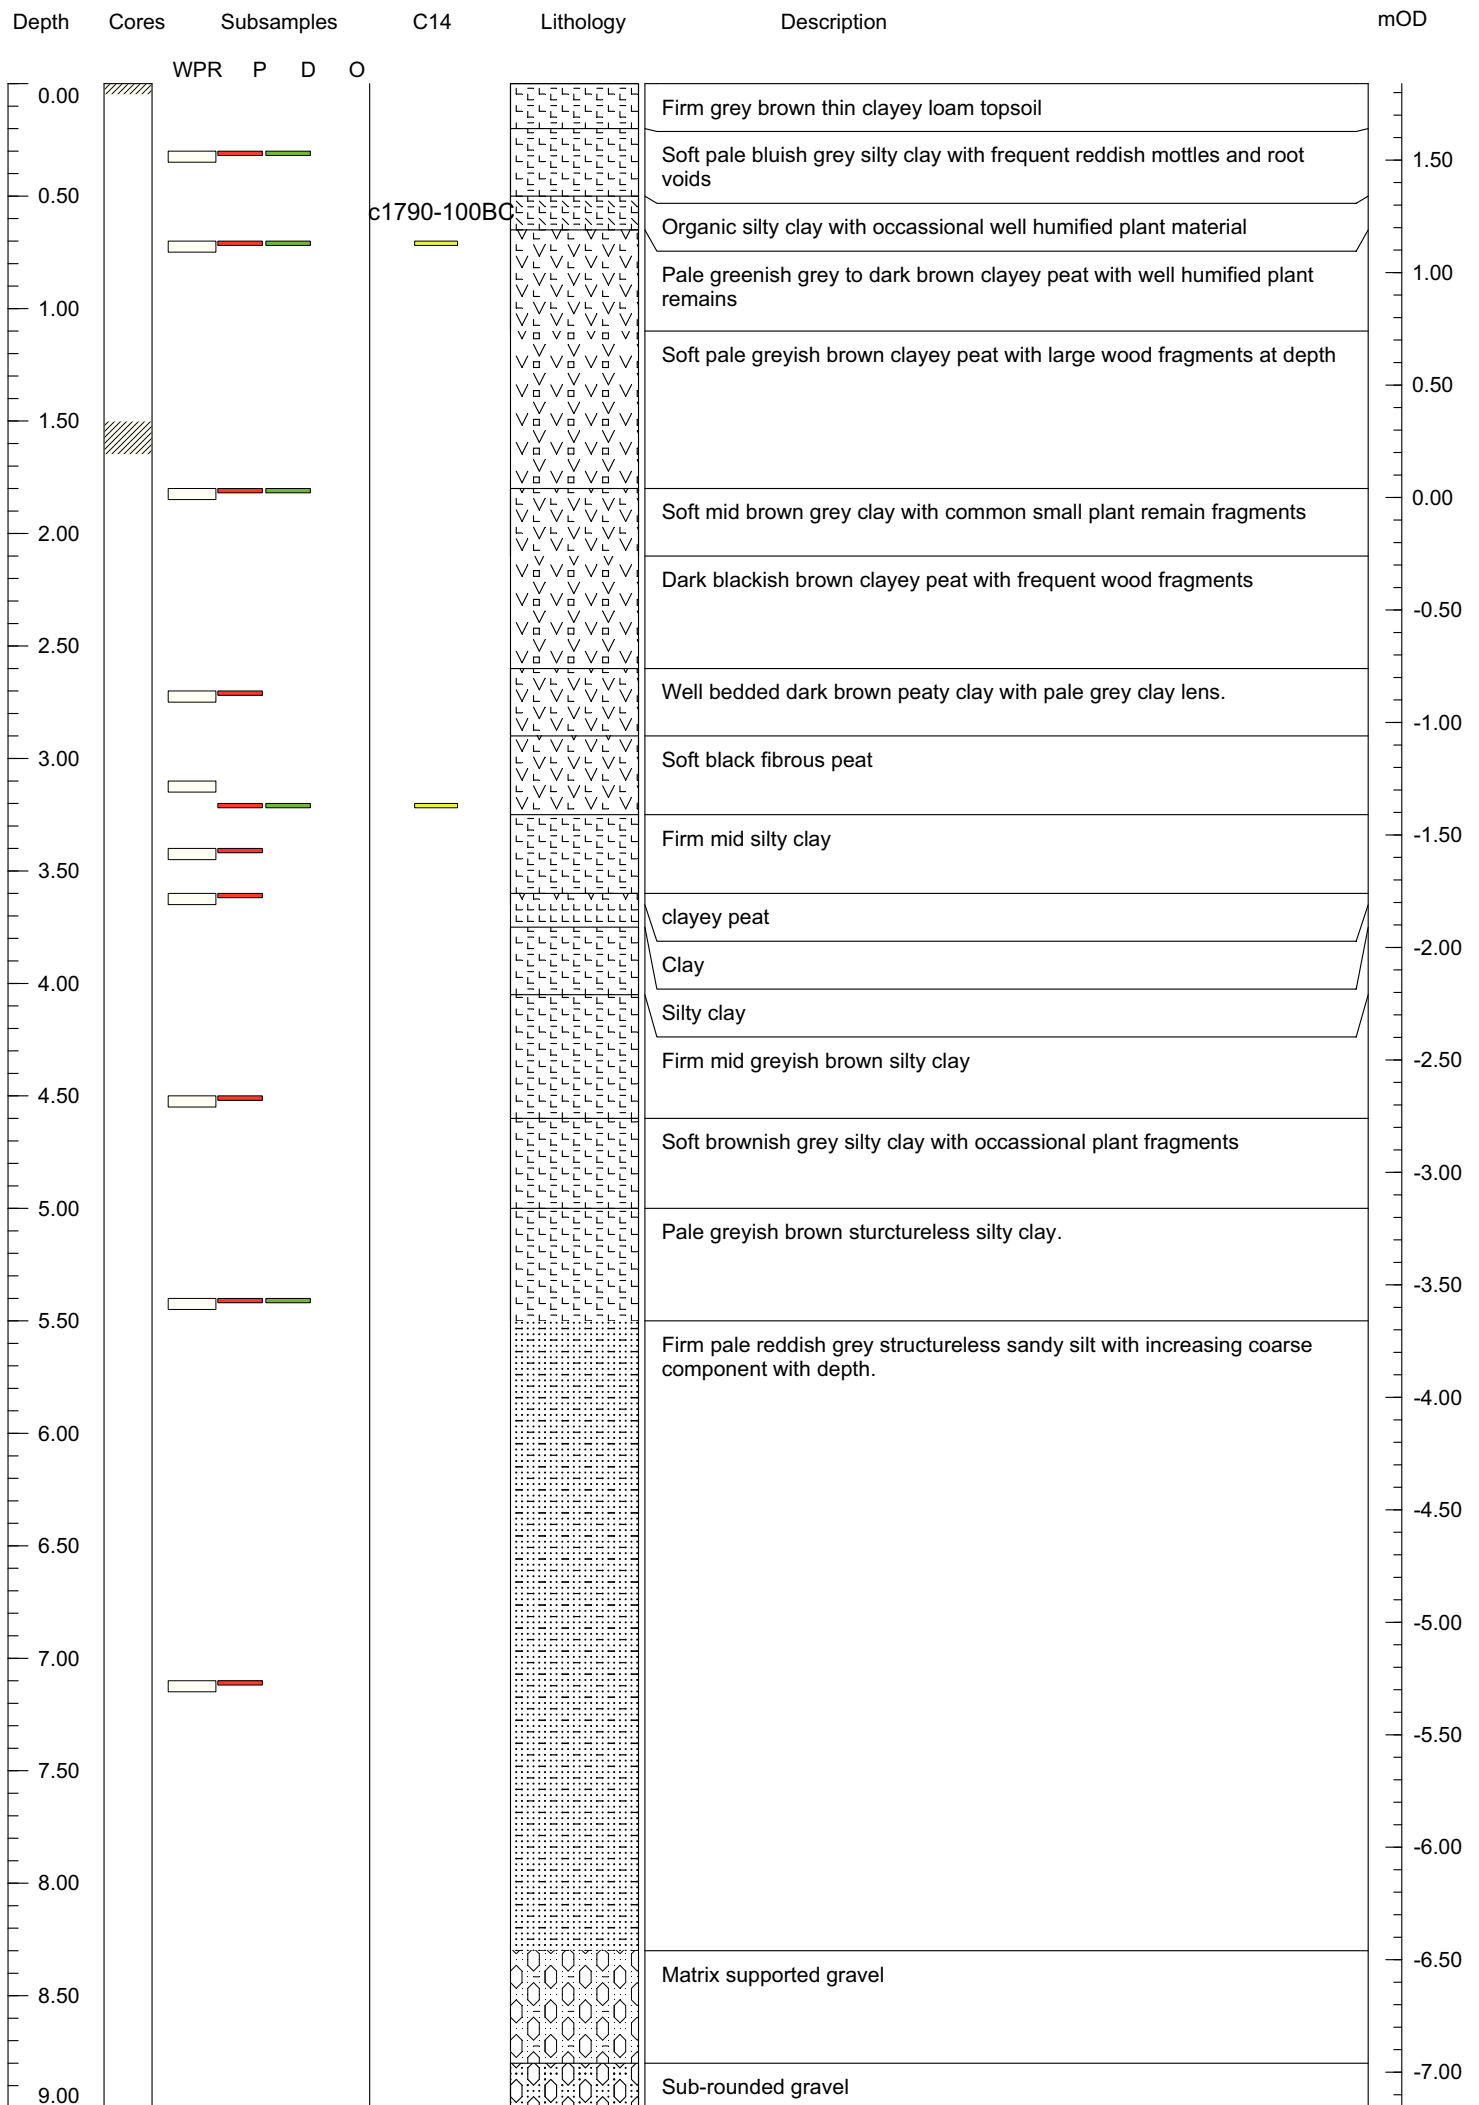 Depth Cores Subsamples C14 Lithology Description mOD
WPR P D O
0.00
Firm grey brown thin clayey loam topsoil
Soft pale bluish grey silty clay with frequent reddish mottles and root
voids
1.50
0.50
c1790-100BC
Organic silty clay with occassional well humified plant material
Pale greenish grey to dark brown clayey peat with well humified plant
remains
1.00
1.00
Soft pale greyish brown clayey peat with large wood fragments at depth
0.50
1.50
0.00
Soft mid brown grey clay with common small plant remain fragments
2.00
Dark blackish brown clayey peat with frequent wood fragments
-0.50
2.50
Well bedded dark brown peaty clay with pale grey clay lens.
-1.00
3.00
Soft black fibrous peat
-1.50
Firm mid silty clay
3.50
clayey peat
-2.00
Clay
4.00
Silty clay
-2.50
Firm mid greyish brown silty clay
4.50
Soft brownish grey silty clay with occassional plant fragments
-3.00
5.00
Pale greyish brown sturctureless silty clay.
-3.50
5.50
Firm pale reddish grey structureless sandy silt with increasing coarse
component with depth.
-4.00
6.00
-4.50
6.50
-5.00
7.00
-5.50
7.50
-6.00
8.00
-6.50
Matrix supported gravel
8.50
-7.00
Sub-rounded gravel
9.00